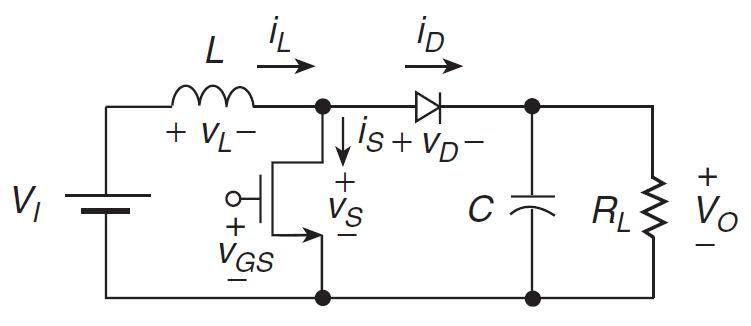 L i_L i_D
+ v_L − i_S + v_D −
V_I + v_S − C R_L + V_O −
+ v_GS −